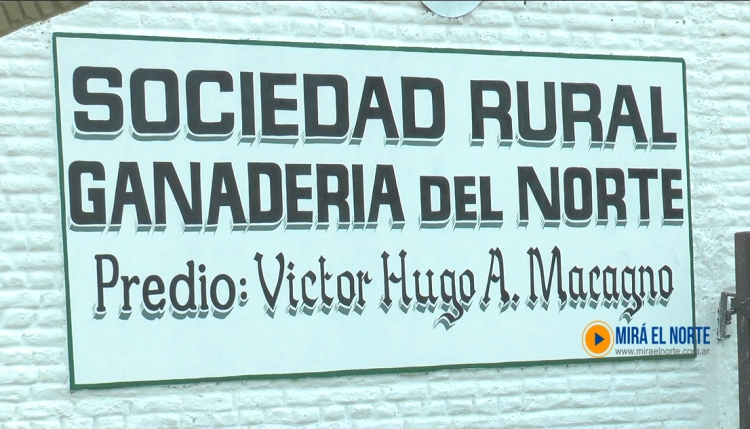 SOCIEDAD RURAL
GANADERIA DEL NORTE
Predio: Victor Hugo A. Macagno
MIRÁ EL NORTE
www.miraelnorte.com.ar